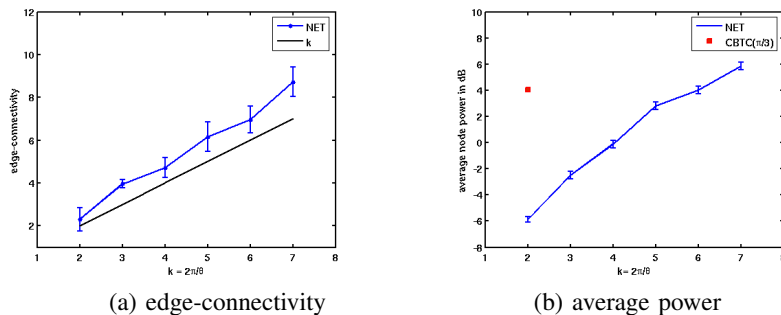 12
10
8
6
4
2
edge-connectivity
NET
k
1 2 3 4 5 6 7 8
k = 2π/θ
(a) edge-connectivity
8
6
4
2
0
-2
-4
-6
-8
average node power in dB
NET
CBTC(π/3)
1 2 3 4 5 6 7 8
k= 2π/θ
(b) average power